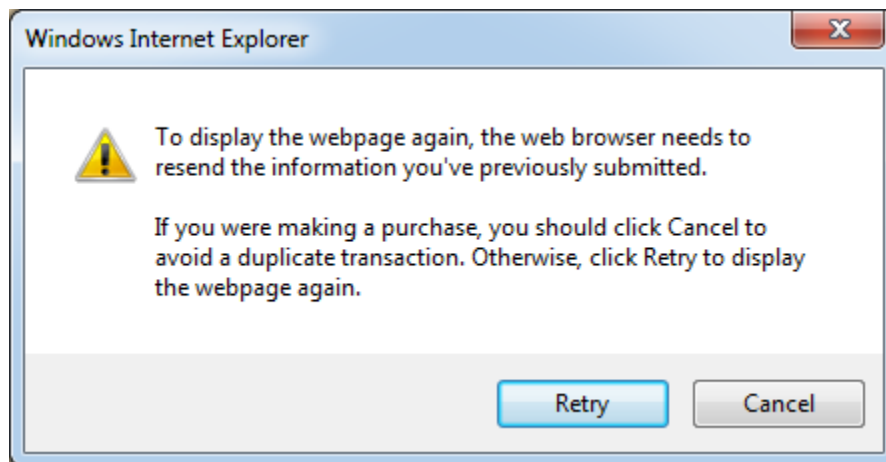 Windows Internet Explorer
To display the webpage again, the web browser needs to
resend the information you've previously submitted.
If you were making a purchase, you should click Cancel to
avoid a duplicate transaction. Otherwise, click Retry to display
the webpage again.
Retry Cancel